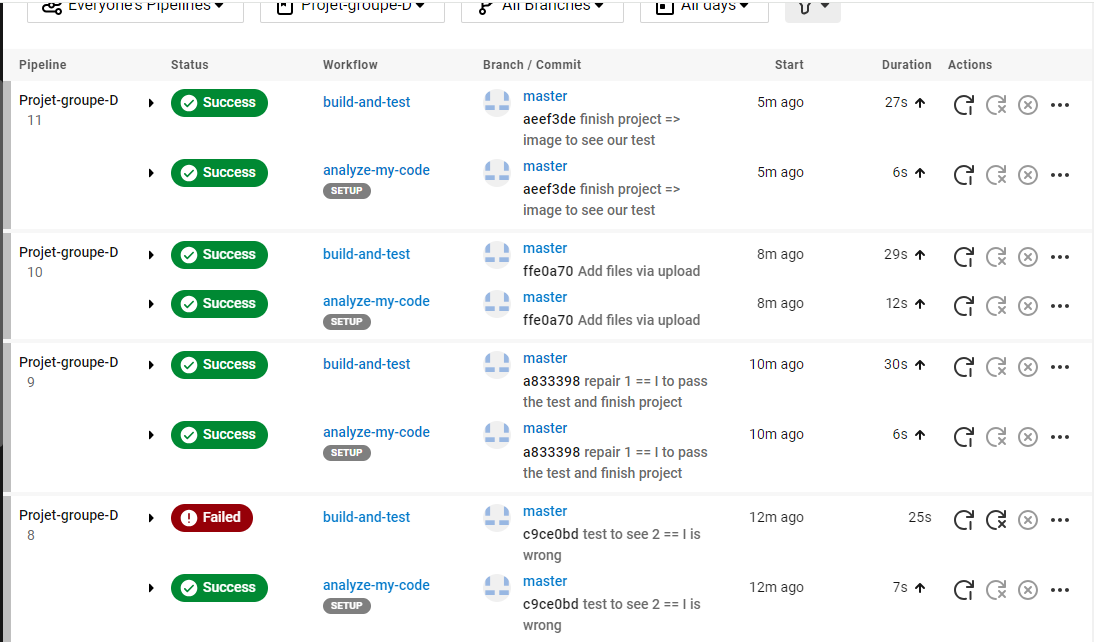 Everyone's Pipelines
Projet-groupe-D
All Branches
All days
Pipeline Status Workflow Branch / Commit Start Duration Actions
Projet-groupe-D Success build-and-test master 5m ago 27s
11 aeef3de finish project =>
image to see our test
Success analyze-my-code master 5m ago 6s
SETUP aeef3de finish project =>
image to see our test
Projet-groupe-D Success build-and-test master 8m ago 29s
10 ffe0a70 Add files via upload
Success analyze-my-code master 8m ago 12s
SETUP ffe0a70 Add files via upload
Projet-groupe-D Success build-and-test master 10m ago 30s
9 a833398 repair 1 == I to pass
the test and finish project
Success analyze-my-code master 10m ago 6s
SETUP a833398 repair 1 == I to pass
the test and finish project
Projet-groupe-D Failed build-and-test master 12m ago 25s
8 c9ce0bd test to see 2 == I is
wrong
Success analyze-my-code master 12m ago 7s
SETUP c9ce0bd test to see 2 == I is
wrong